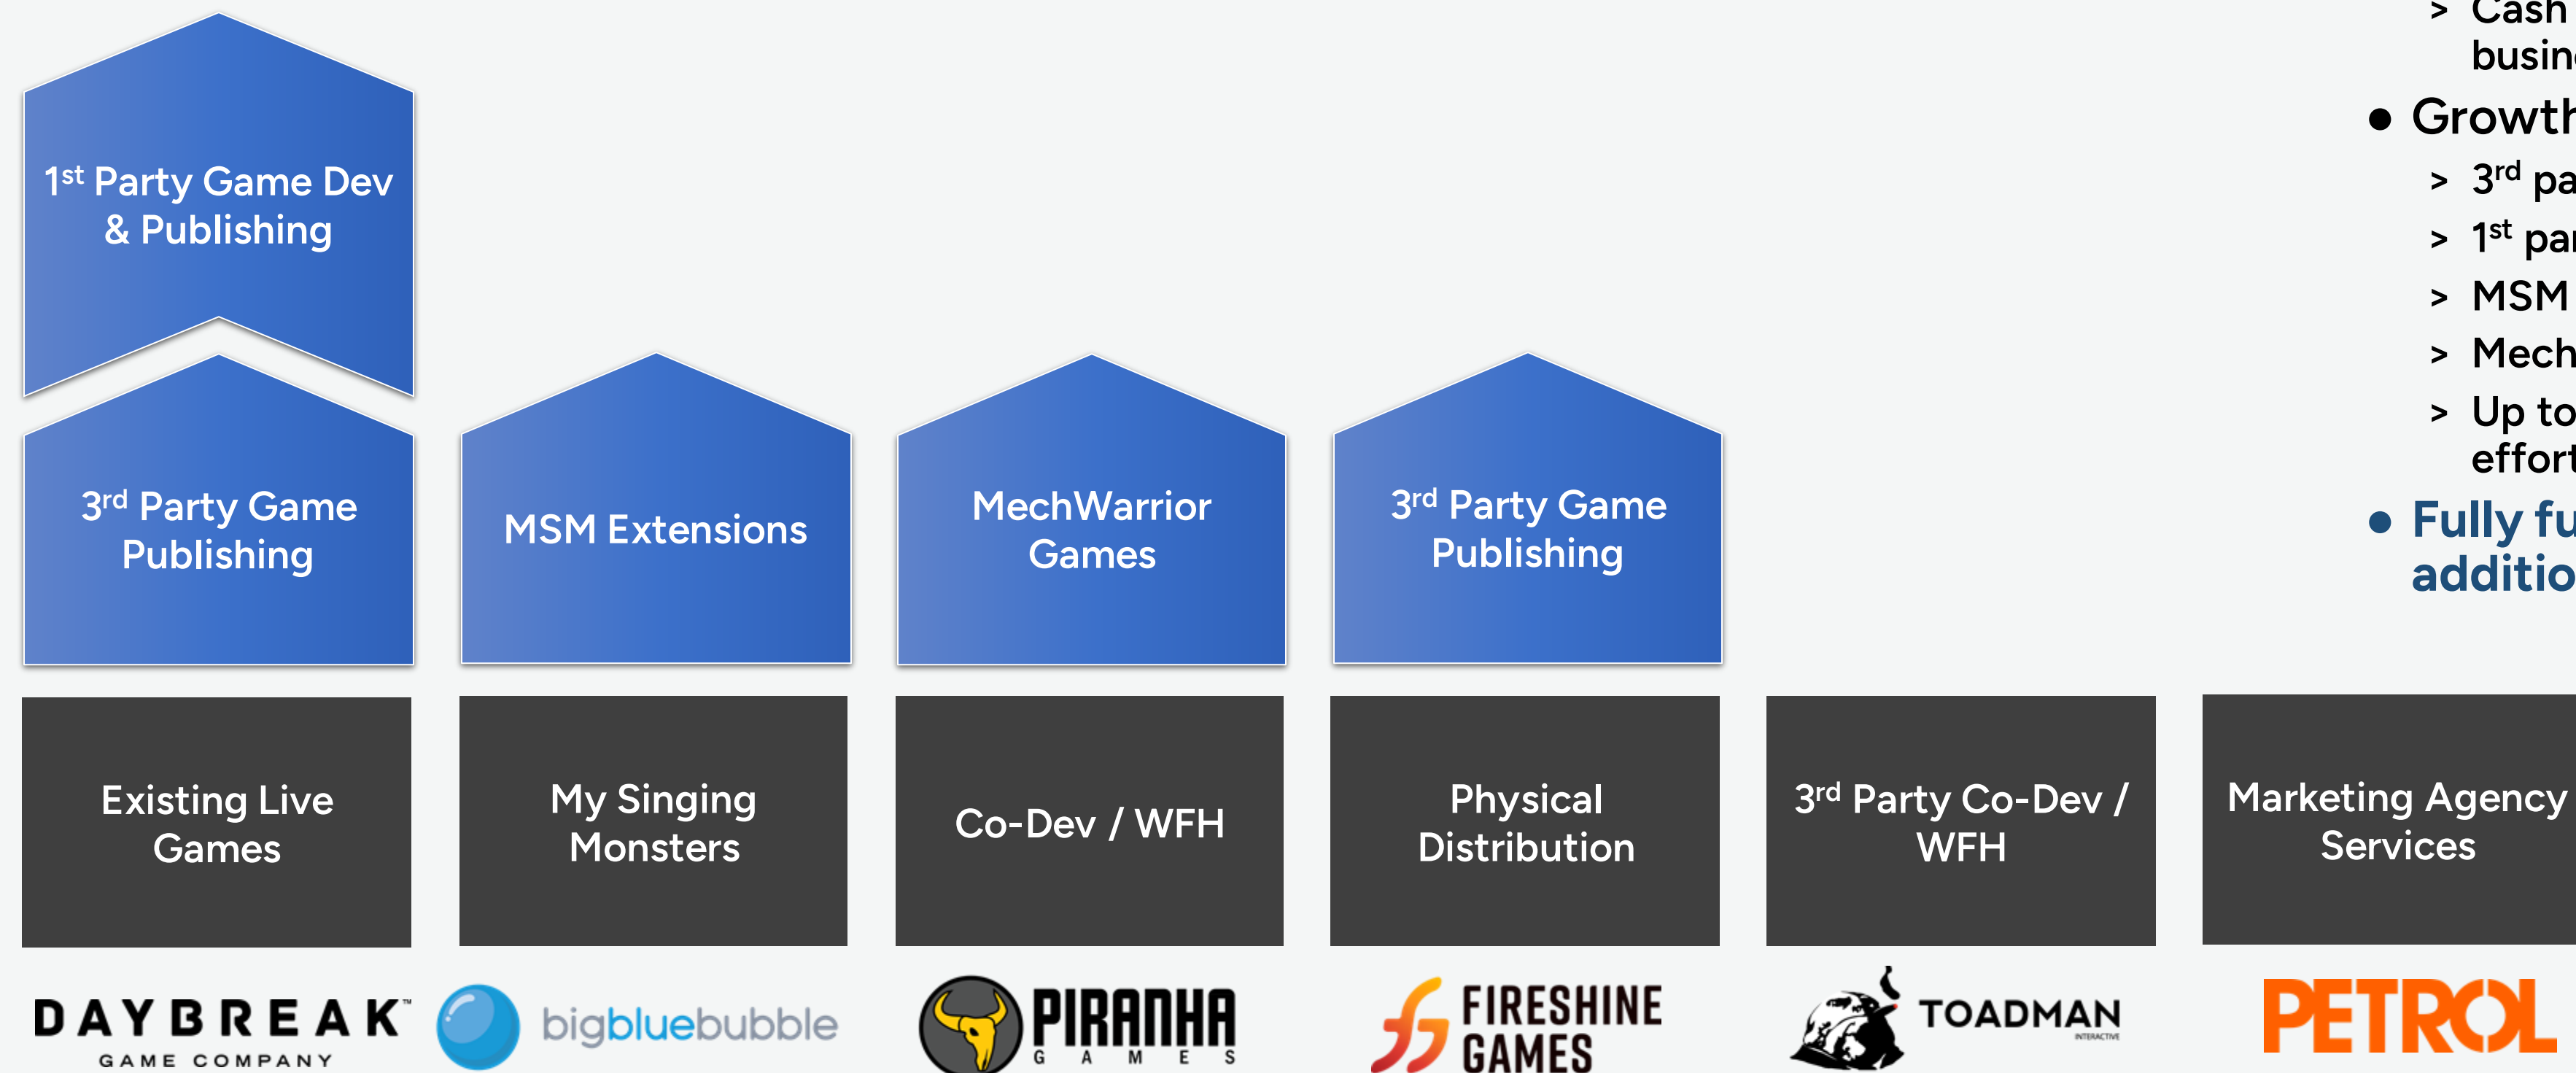 1st Party Game Dev
& Publishing
3rd Party Game
Publishing
MSM Extensions
MechWarrior
Games
3rd Party Game
Publishing
Existing Live
Games
My Singing
Monsters
Co-Dev / WFH
Physical
Distribution
3rd Party Co-Dev /
WFH
Marketing Agency
Services
DAYBREAK™
GAME COMPANY
bigbluebubble
PIRANHA
GAMES
FIRESHINE
GAMES
TOADMAN
INTERACTIVE
PETROL
> Cash
busin
● Growth
> 3rd pa
> 1st par
> MSM
> Mech
> Up to
effort
● Fully fu
additio